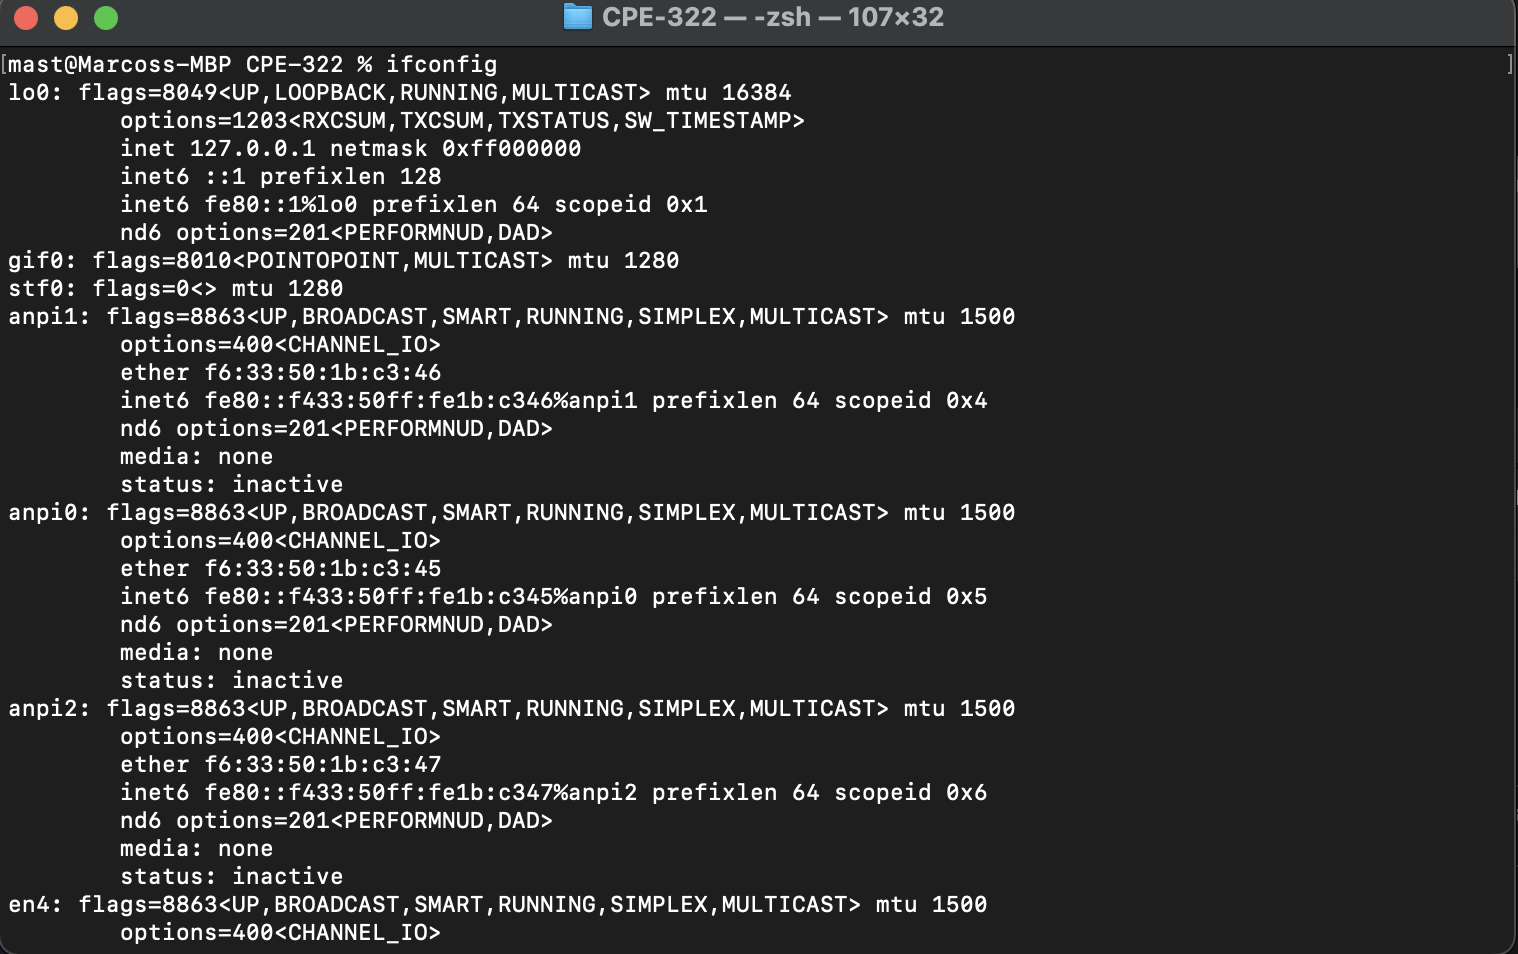 CPE-322 — -zsh — 107×32
[mast@Marcoss-MBP CPE-322 % ifconfig ]
lo0: flags=8049<UP,LOOPBACK,RUNNING,MULTICAST> mtu 16384
options=1203<RXCSUM,TXCSUM,TXSTATUS,SW_TIMESTAMP>
inet 127.0.0.1 netmask 0xff000000
inet6 ::1 prefixlen 128
inet6 fe80::1%lo0 prefixlen 64 scopeid 0x1
nd6 options=201<PERFORMNUD,DAD>
gif0: flags=8010<POINTOPOINT,MULTICAST> mtu 1280
stf0: flags=0<> mtu 1280
anpi1: flags=8863<UP,BROADCAST,SMART,RUNNING,SIMPLEX,MULTICAST> mtu 1500
options=400<CHANNEL_IO>
ether f6:33:50:1b:c3:46
inet6 fe80::f433:50ff:fe1b:c346%anpi1 prefixlen 64 scopeid 0x4
nd6 options=201<PERFORMNUD,DAD>
media: none
status: inactive
anpi0: flags=8863<UP,BROADCAST,SMART,RUNNING,SIMPLEX,MULTICAST> mtu 1500
options=400<CHANNEL_IO>
ether f6:33:50:1b:c3:45
inet6 fe80::f433:50ff:fe1b:c345%anpi0 prefixlen 64 scopeid 0x5
nd6 options=201<PERFORMNUD,DAD>
media: none
status: inactive
anpi2: flags=8863<UP,BROADCAST,SMART,RUNNING,SIMPLEX,MULTICAST> mtu 1500
options=400<CHANNEL_IO>
ether f6:33:50:1b:c3:47
inet6 fe80::f433:50ff:fe1b:c347%anpi2 prefixlen 64 scopeid 0x6
nd6 options=201<PERFORMNUD,DAD>
media: none
status: inactive
en4: flags=8863<UP,BROADCAST,SMART,RUNNING,SIMPLEX,MULTICAST> mtu 1500
options=400<CHANNEL_IO>